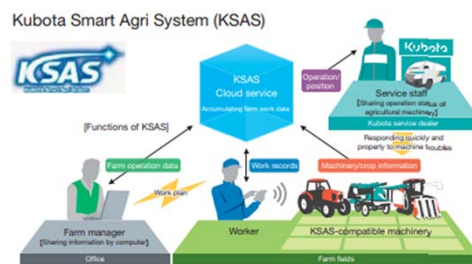 Kubota Smart Agri System (KSAS)
KSAS
KSAS
Cloud service
Accumulating farm work data
Operation/
position
Kubota
Service staff
[Sharing operation status of
agricultural machinery]
Kubota service dealer
Responding quickly and
properly to machine troubles
[Functions of KSAS]
Farm operation data
Work records
Machinery/crop information
Work plan
Farm manager
[Sharing information by computer]
Worker
KSAS-compatible machinery
Office
Farm fields